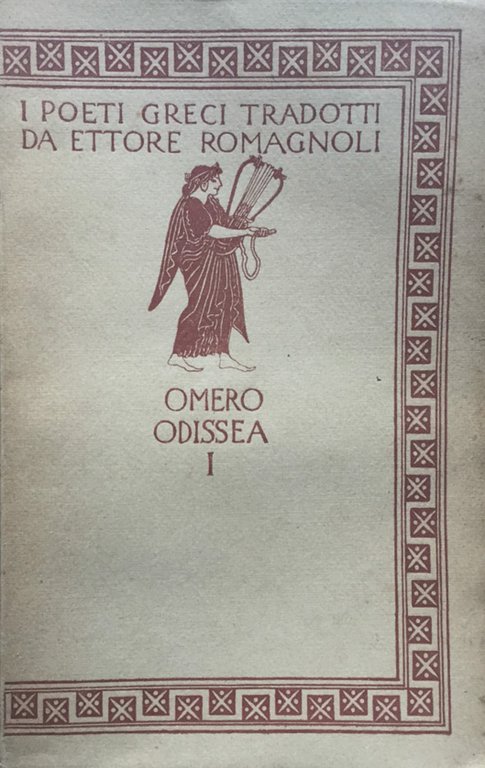 I POETI GRECI TRADOTTI
DA ETTORE ROMAGNOLI
OMERO
ODISSEA
I